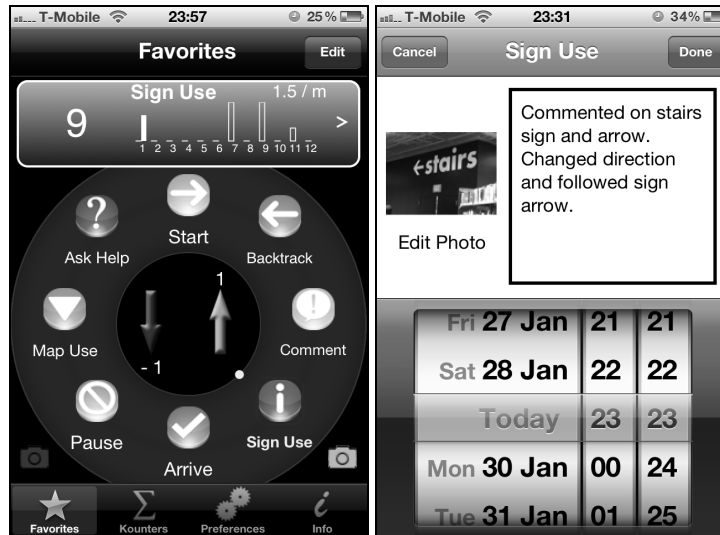 T-Mobile 23:57 25%
Favorites Edit
Sign Use 1.5 / m
9 >
1 2 3 4 5 6 7 8 9 10 11 12
Start
Ask Help Backtrack
1
Map Use Comment
- 1
Pause Sign Use
Arrive
Favorites Kounters Preferences Info
T-Mobile 23:31 34%
Cancel Sign Use Done
Commented on stairs
sign and arrow.
Changed direction
and followed sign
arrow.
←stairs
Edit Photo
Fri 27 Jan 21 21
Sat 28 Jan 22 22
Today 23 23
Mon 30 Jan 00 24
Tue 31 Jan 01 25